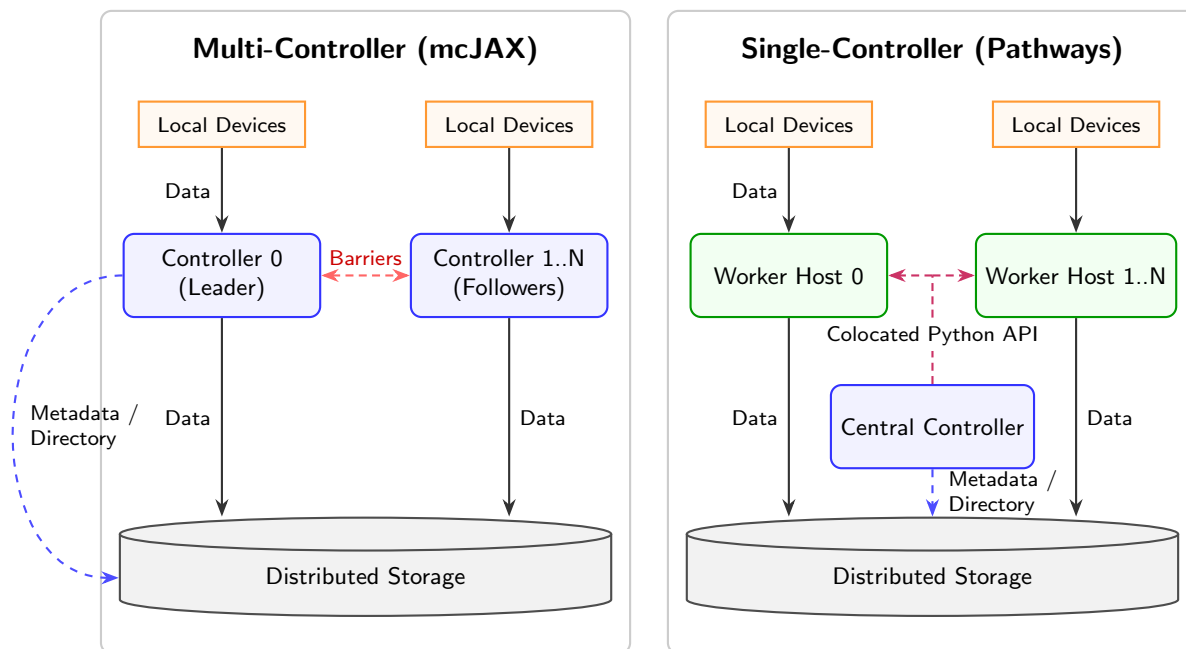 Multi-Controller (mcJAX)
Local Devices
Local Devices
Data
Controller 0
(Leader)
Barriers
Controller 1..N
(Followers)
Metadata /
Directory
Data
Data
Distributed Storage
Single-Controller (Pathways)
Local Devices
Local Devices
Data
Worker Host 0
Worker Host 1..N
Colocated Python API
Data
Central Controller
Data
Metadata /
Directory
Distributed Storage